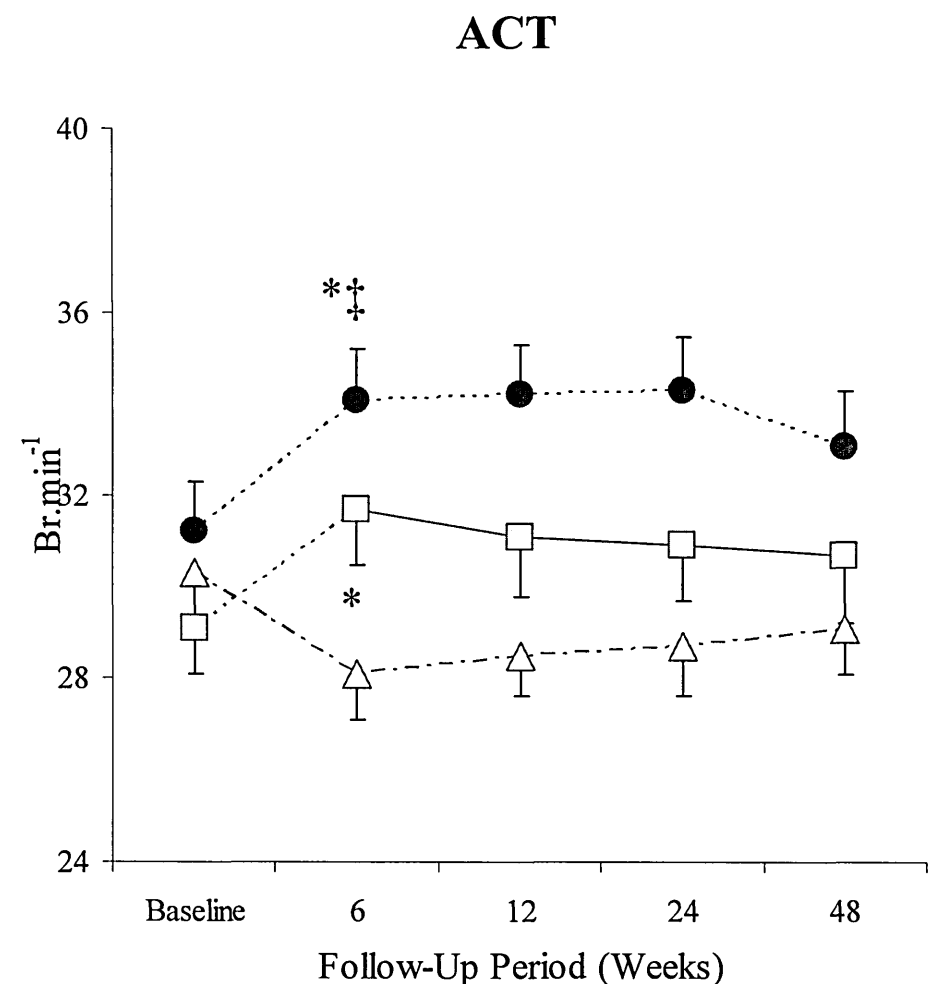 ACT
40
*‡
36
Br.min-1
32
*
28
24
Baseline 6 12 24 48
Follow-Up Period (Weeks)